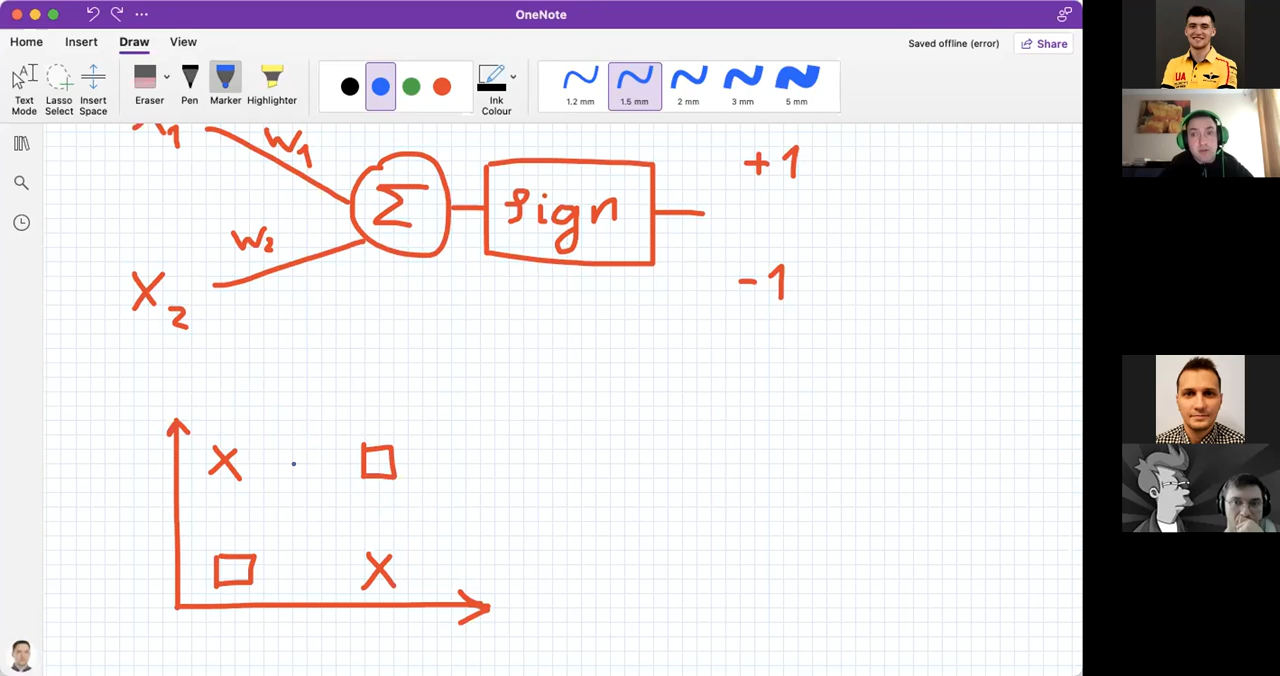 OneNote
Home Insert Draw View
Saved offline (error) Share
Text Mode
Lasso Select
Insert Space
Eraser
Pen
Marker
Highlighter
Ink Colour
1.2 mm 1.5 mm 2 mm 3 mm 5 mm
X1
W1
Σ
Sign
+1
W2
X2
-1
X
X
UA